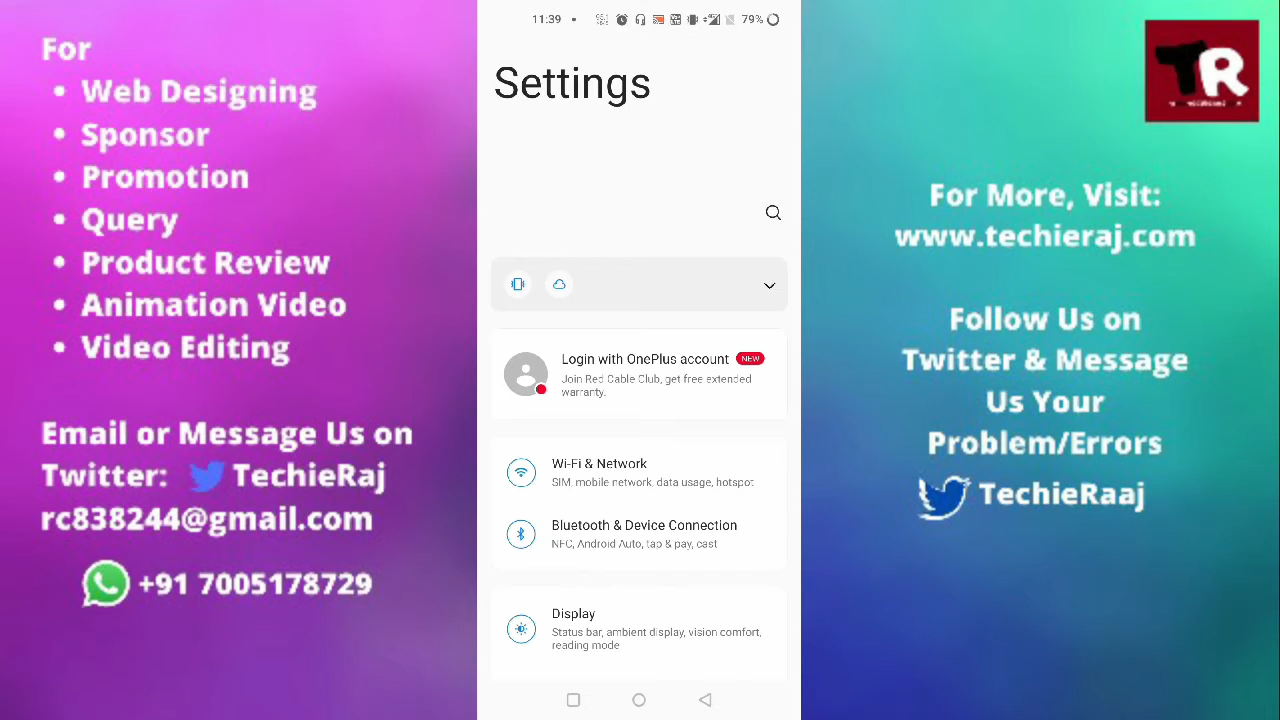 For
• Web Designing
• Sponsor
• Promotion
• Query
• Product Review
• Animation Video
• Video Editing
Email or Message Us on
Twitter: TechieRaj
rc838244@gmail.com
+91 7005178729
11:39
79%
Settings
Login with OnePlus account NEW
Join Red Cable Club, get free extended
warranty.
Wi-Fi & Network
SIM, mobile network, data usage, hotspot
Bluetooth & Device Connection
NFC, Android Auto, tap & pay, cast
Display
Status bar, ambient display, vision comfort,
reading mode
TR
For More, Visit:
www.techieraj.com
Follow Us on
Twitter & Message
Us Your
Problem/Errors
TechieRaaj